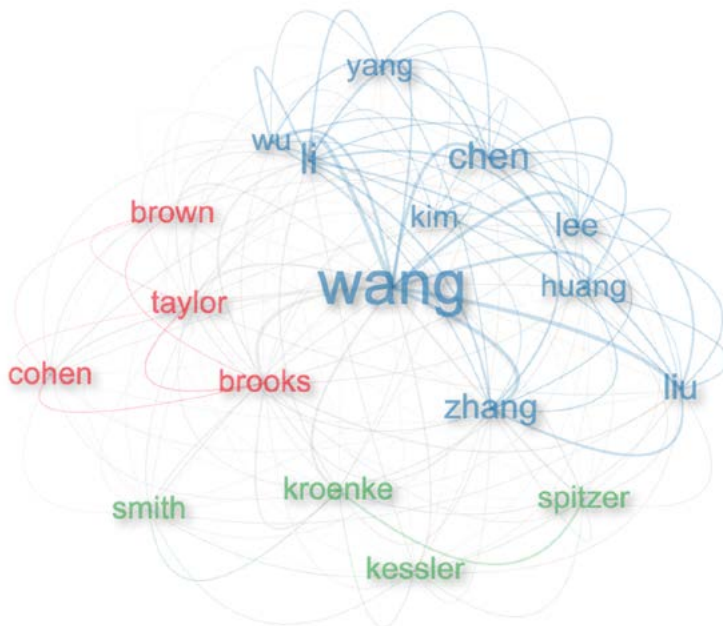 yang
wu
li
chen
brown
kim
lee
wang
huang
taylor
cohen
brooks
liu
zhang
smith
kroenke
spitzer
kessler